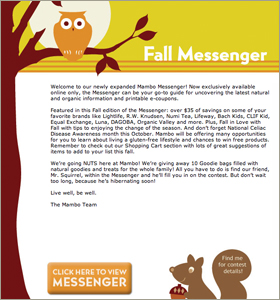 Fall Messenger
Welcome to our newly expanded Mambo Messenger! Now exclusively available
online only, the Messenger can be your go-to guide for uncovering the latest natural
and organic information and printable e-coupons.
Featured in this Fall edition of the Messenger: over $35 of savings on some of your
favorite brands like Lightlife, R.W. Knudsen, Numi Tea, Lifeway, Bach Kids, CLIF Kid,
Equal Exchange, Luna, DAGOBA, Organic Valley and more. Plus, Fall in Love with
Fall with tips to enjoying the change of the season. And don't forget National Celiac
Disease Awareness month this October. Mambo will be offering many opportunities
for you to learn about living a gluten-free lifestyle and chances to win free products.
Remember to check out our Shopping Cart section with lots of great suggestions of
items to add to your list this fall.
We're going NUTS here at Mambo! We're giving away 10 Goodie bags filled with
natural goodies and treats for the whole family! All you have to do is find our friend,
Mr. Squirrel, within the Messenger and he'll fill you in on the contest. But don't wait
too long, because he's hibernating soon!
Live well, be well.
The Mambo Team
Find me
for contest
details!
CLICK HERE TO VIEW
MESSENGER